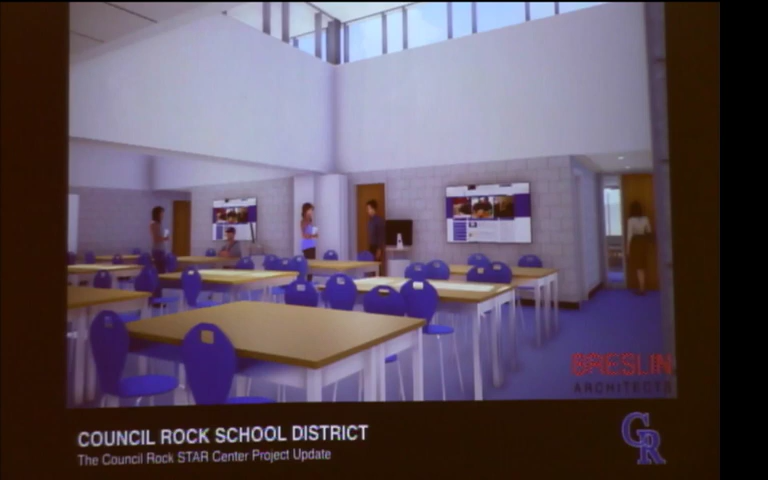 BRESLIN
ARCHITECTS
COUNCIL ROCK SCHOOL DISTRICT
The Council Rock STAR Center Project Update
CR